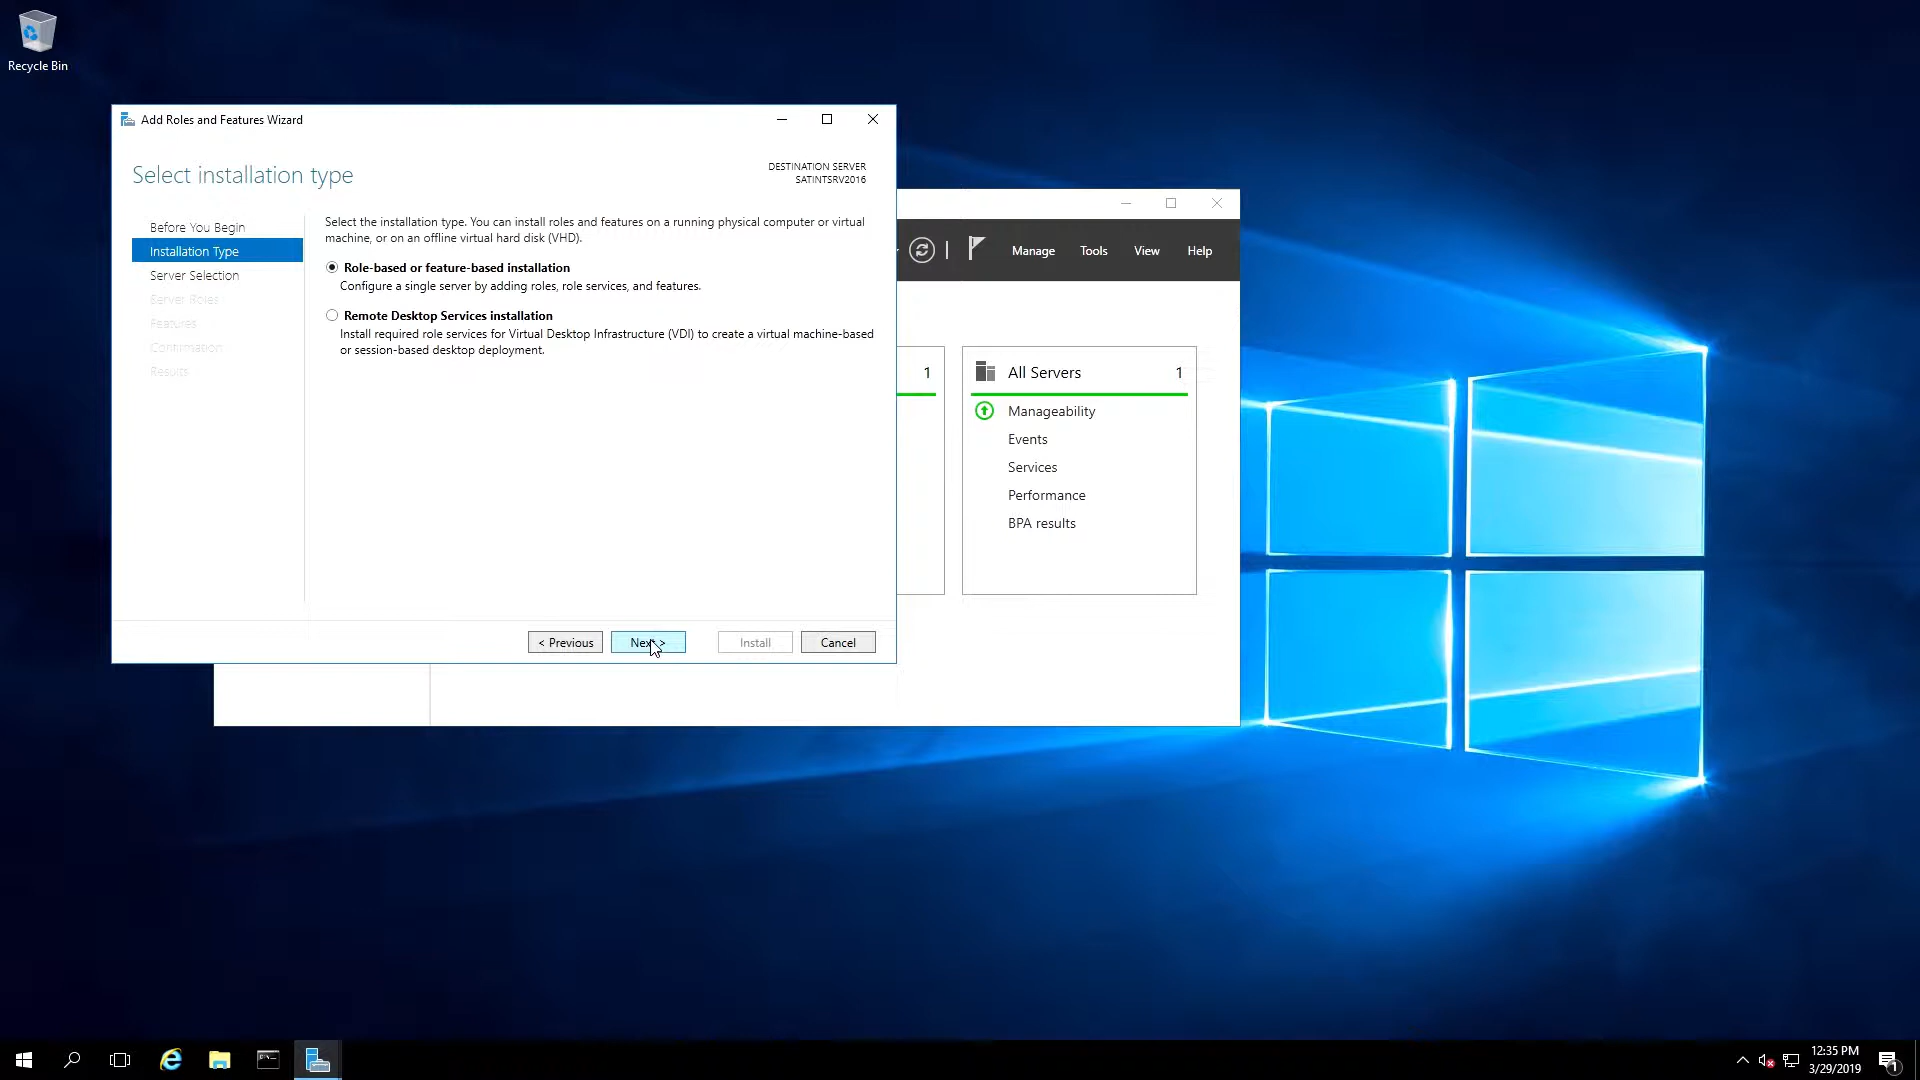 Recycle Bin
Add Roles and Features Wizard
Select installation type
DESTINATION SERVER
SATINTSRV2016
Before You Begin
Installation Type
Server Selection
Server Roles
Features
Confirmation
Results
Select the installation type. You can install roles and features on a running physical computer or virtual
machine, or on an offline virtual hard disk (VHD).
Role-based or feature-based installation
Configure a single server by adding roles, role services, and features.
Remote Desktop Services installation
Install required role services for Virtual Desktop Infrastructure (VDI) to create a virtual machine-based
or session-based desktop deployment.
< Previous
Next >
Install
Cancel
Manage
Tools
View
Help
1
All Servers 1
Manageability
Events
Services
Performance
BPA results
12:35 PM
3/29/2019
1